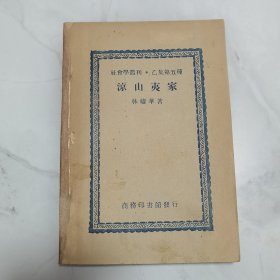 社會學叢刊•乙集第五種
涼山夷家
林耀華著
商務印書館發行